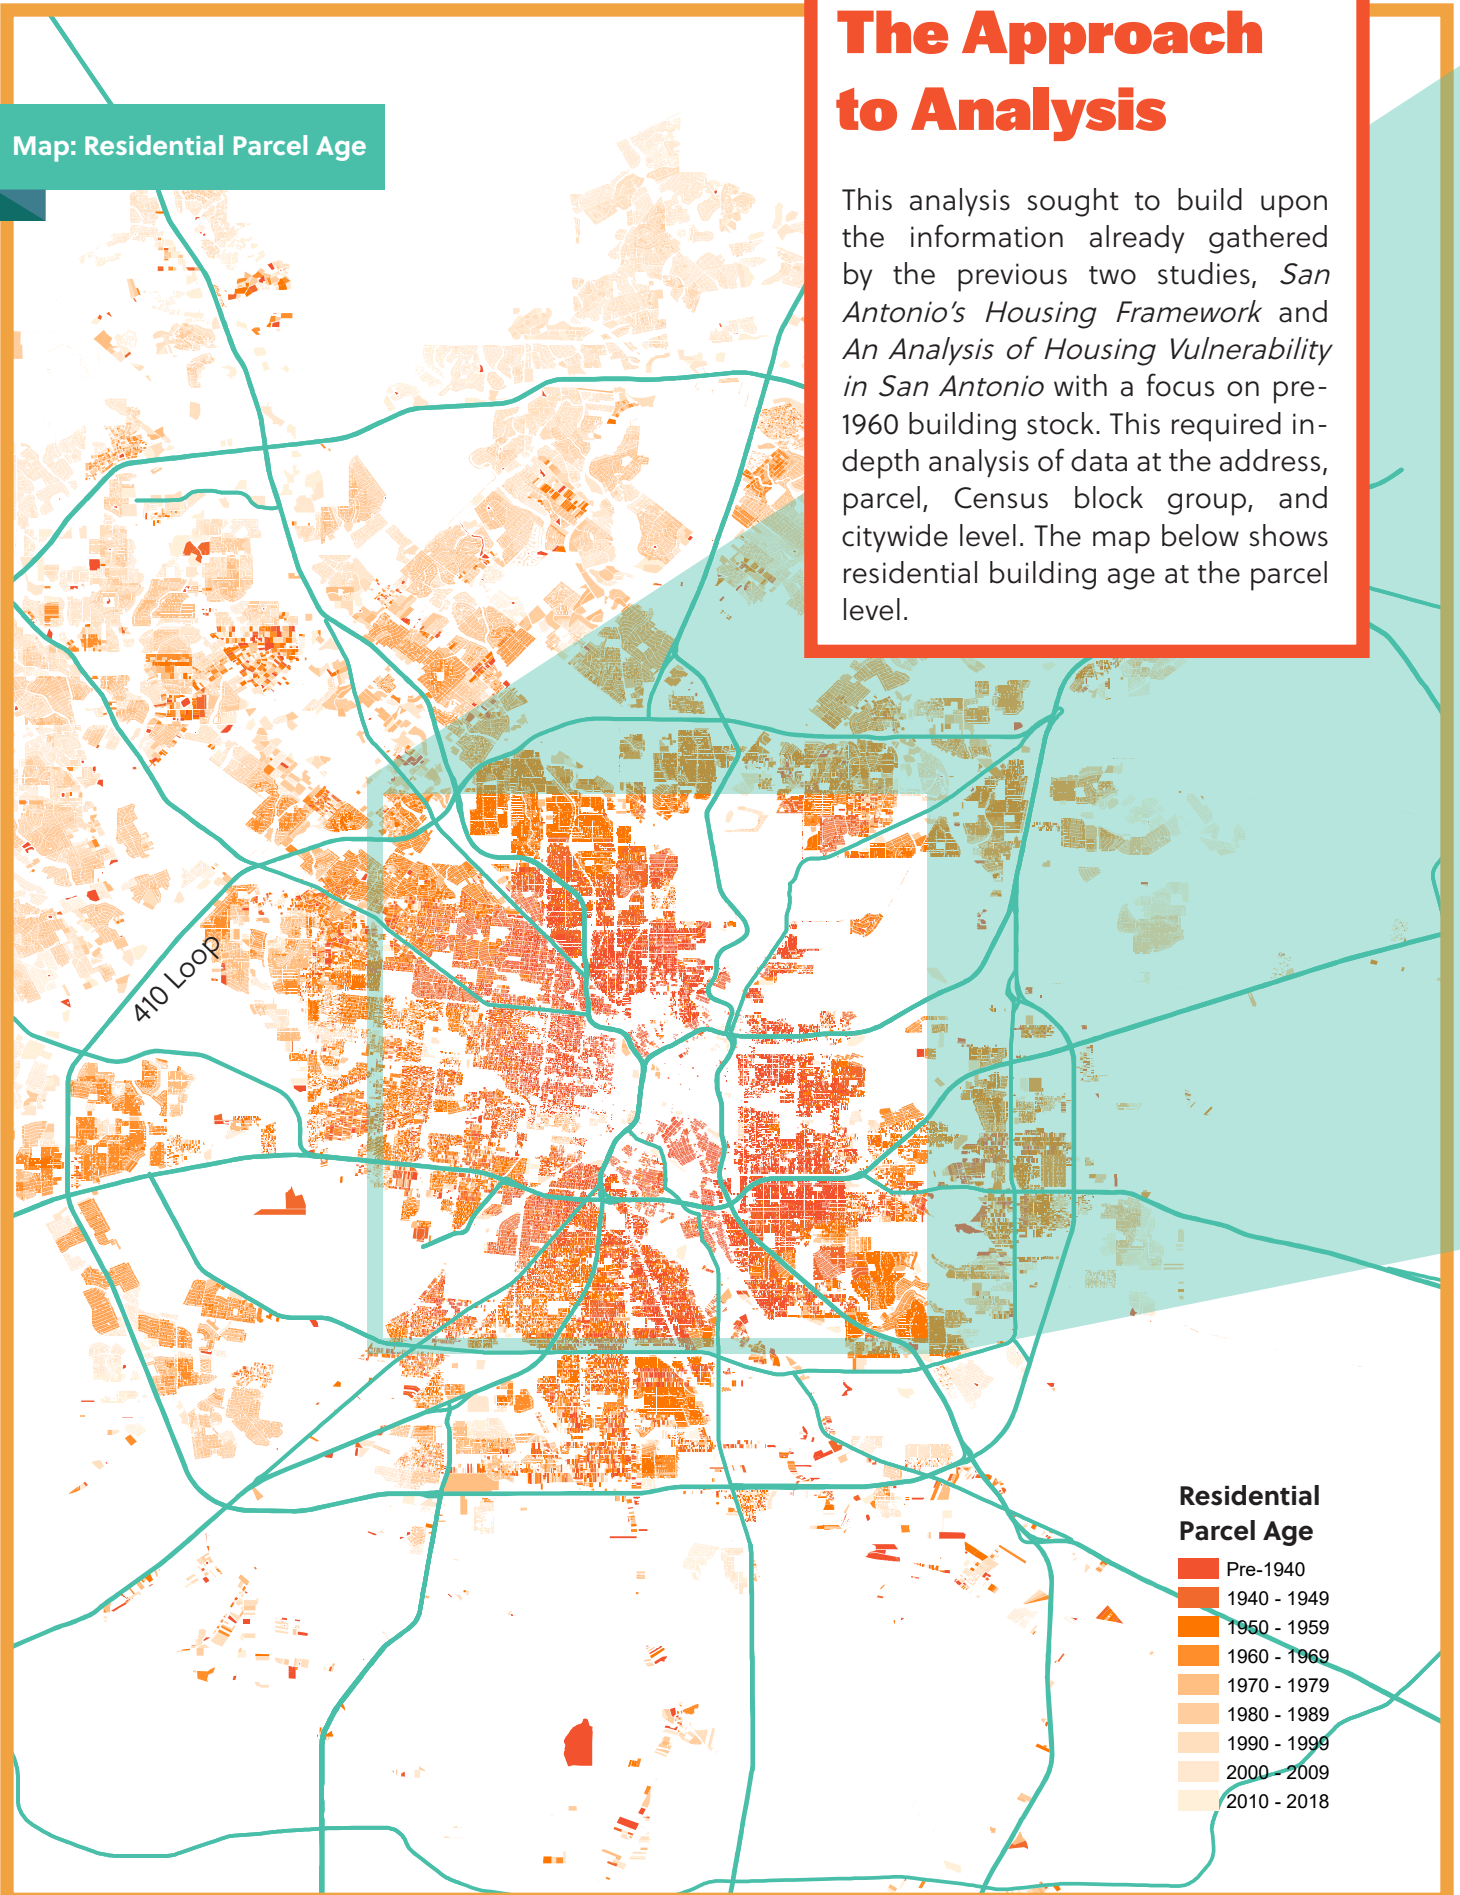 The Approach
to Analysis
Map: Residential Parcel Age
This analysis sought to build upon
the information already gathered
by the previous two studies, San
Antonio's Housing Framework and
An Analysis of Housing Vulnerability
in San Antonio with a focus on pre-
1960 building stock. This required in-
depth analysis of data at the address,
parcel, Census block group, and
citywide level. The map below shows
residential building age at the parcel
level.
410 Loop
Residential
Parcel Age
Pre-1940
1940 - 1949
1950 - 1959
1960 - 1969
1970 - 1979
1980 - 1989
1990 - 1999
2000 - 2009
2010 - 2018